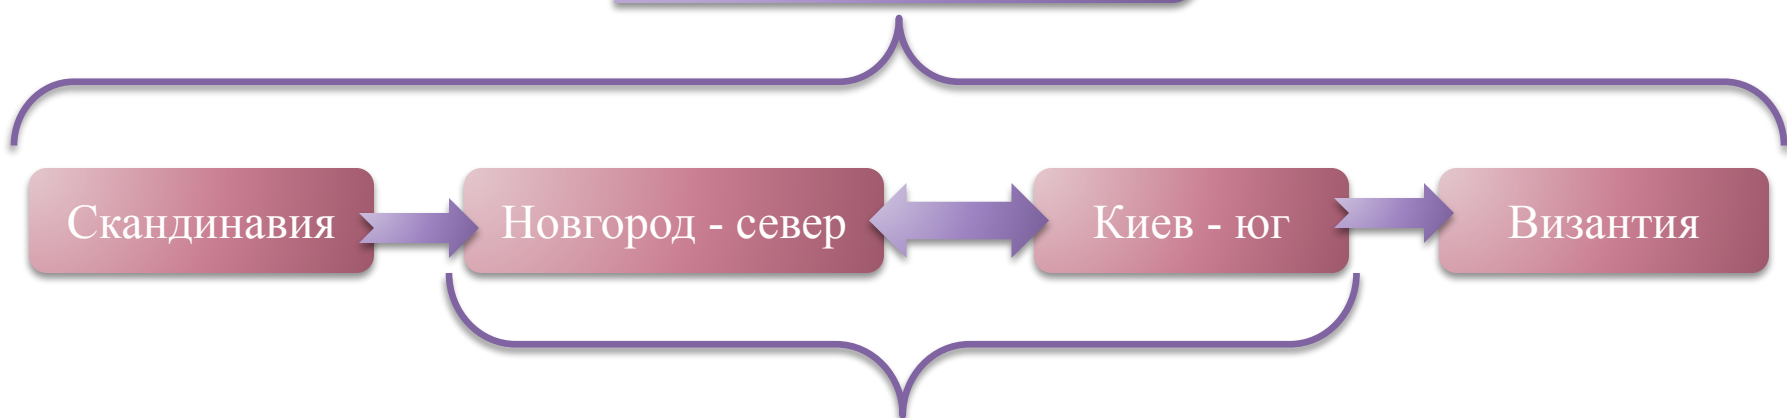 Скандинавия
Новгород - север
Киев - юг
Византия